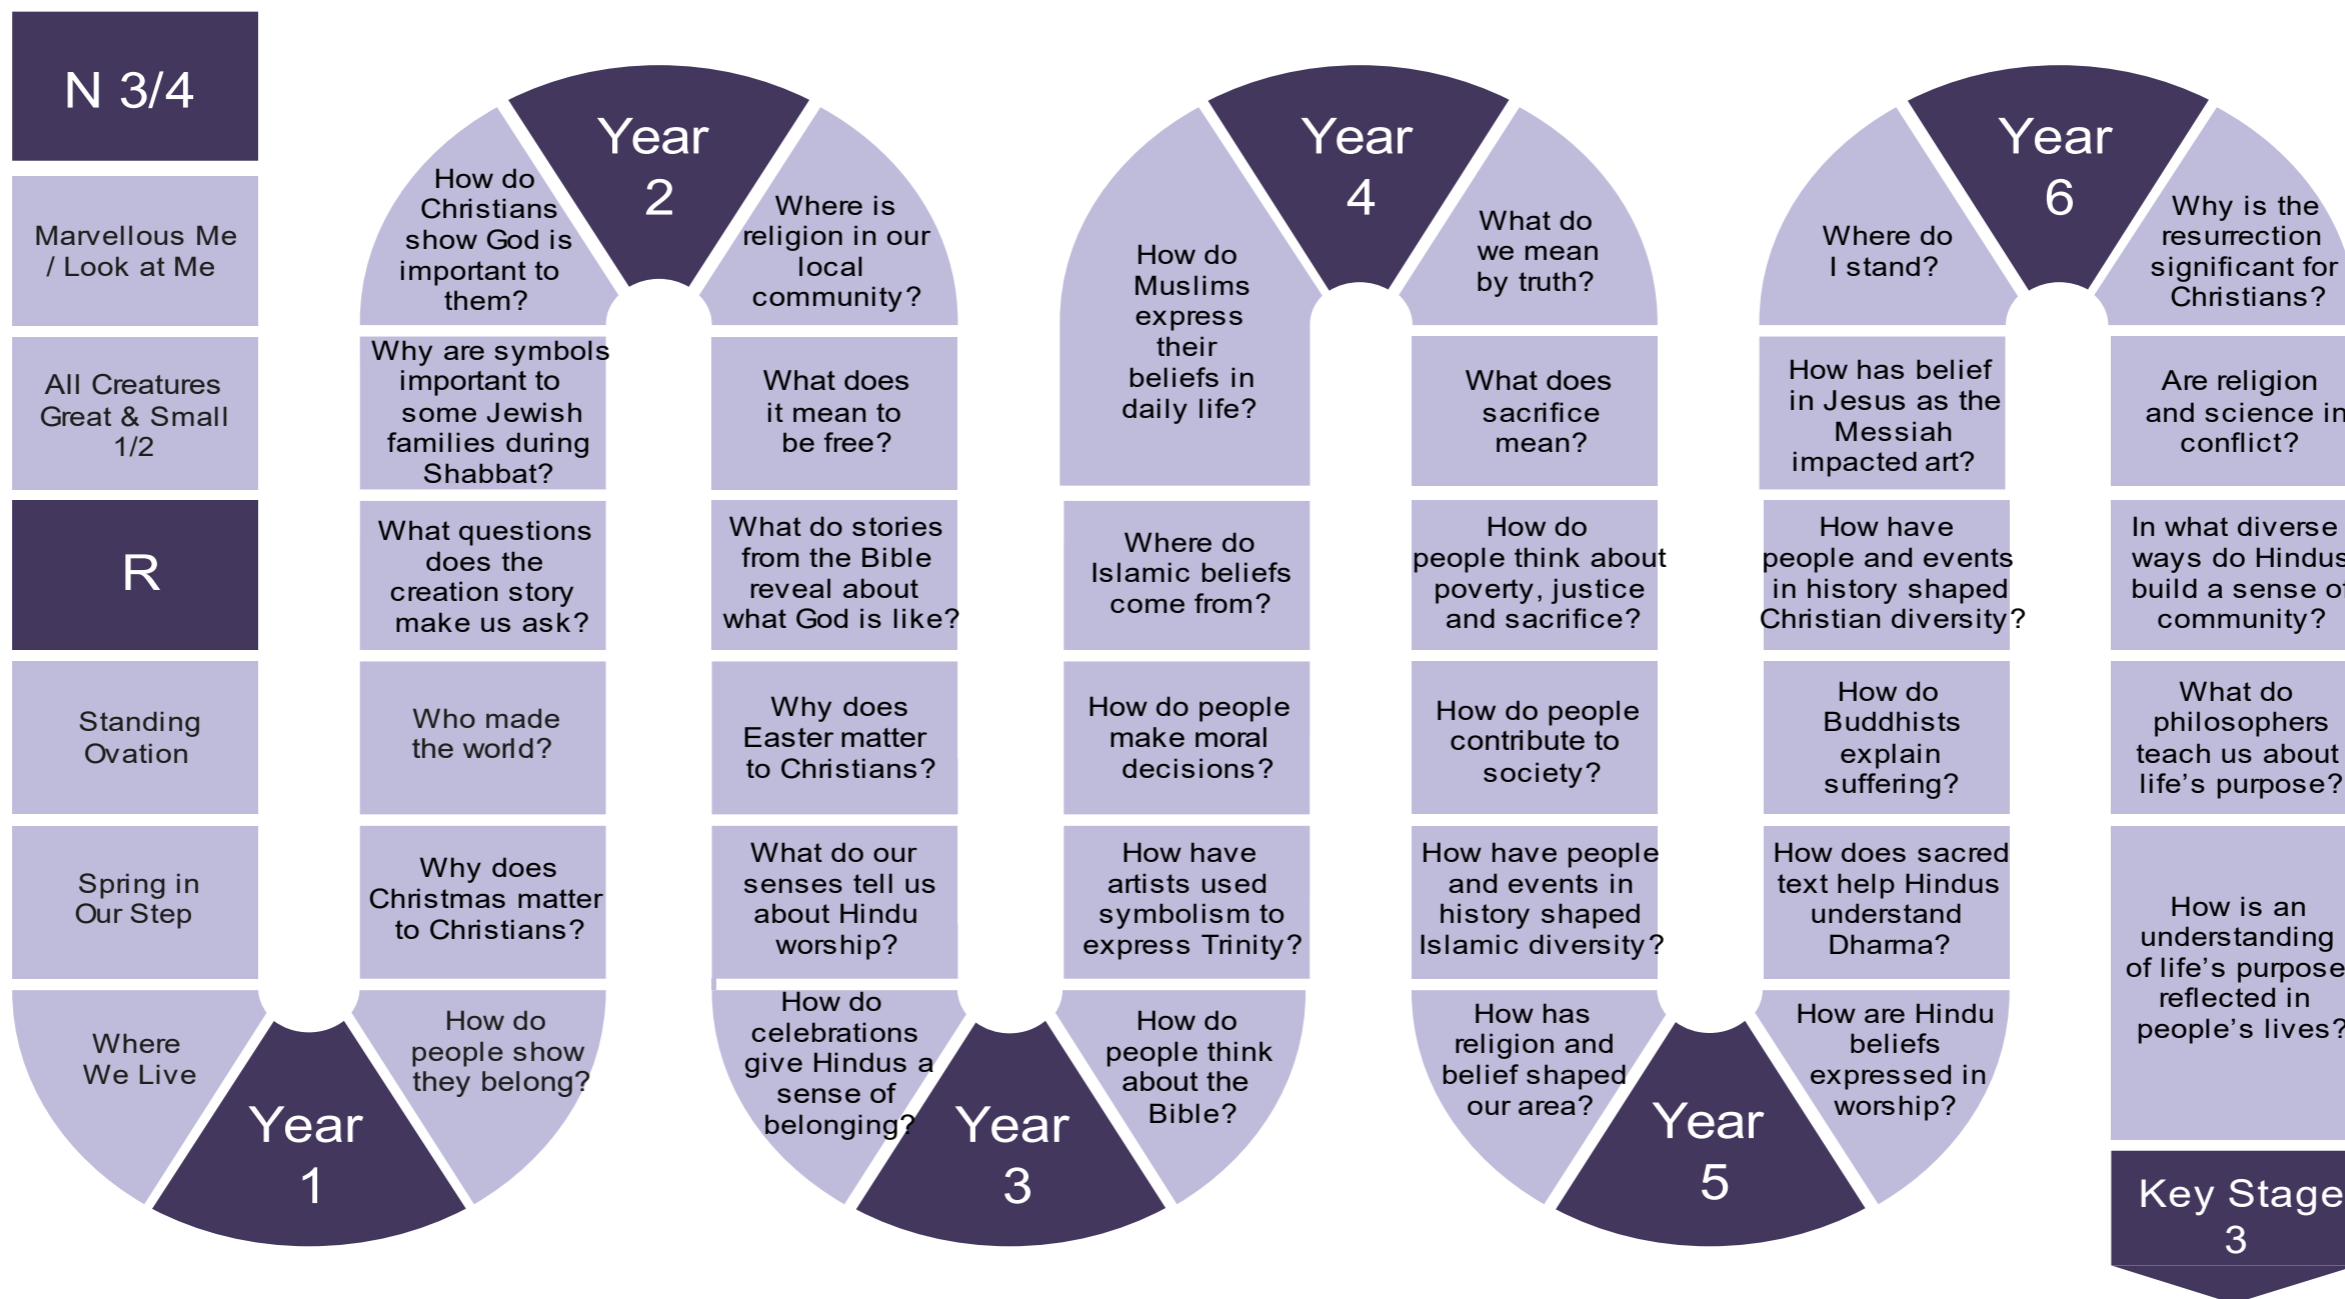 N 3/4
Marvellous Me
/ Look at Me
All Creatures
Great & Small
1/2
R
Standing
Ovation
Spring in
Our Step
Where
We Live
Year
1
How do
people show
they belong?
Why does
Christmas matter
to Christians?
Who made
the world?
What questions
does the
creation story
make us ask?
Why are symbols
important to
some Jewish
families during
Shabbat?
How do
Christians
show God is
important to
them?
Year
2
Where is
religion in our
local
community?
What does
it mean to
be free?
What do stories
from the Bible
reveal about
what God is like?
Why does
Easter matter
to Christians?
What do our
senses tell us
about Hindu
worship?
How do
celebrations
give Hindus a
sense of
belonging?
Year
3
How do
people think
about the
Bible?
How have
artists used
symbolism to
express Trinity?
How do people
make moral
decisions?
Where do
Islamic beliefs
come from?
How do
Muslims
express
their
beliefs in
daily life?
Year
4
What do
we mean
by truth?
What does
sacrifice
mean?
How do
people think about
poverty, justice
and sacrifice?
How do people
contribute to
society?
How have people
and events in
history shaped
Islamic diversity?
How has
religion and
belief shaped
our area?
Year
5
How are Hindu
beliefs
expressed in
worship?
How does sacred
text help Hindus
understand
Dharma?
How do
Buddhists
explain
suffering?
How have
people and events
in history shaped
Christian diversity?
How has belief
in Jesus as the
Messiah
impacted art?
Where do
I stand?
Year
6
Why is the
resurrection
significant for
Christians?
Are religion
and science in
conflict?
In what diverse
ways do Hindus
build a sense of
community?
What do
philosophers
teach us about
life’s purpose?
How is an
understanding
of life’s purpose
reflected in
people’s lives?
Key Stage
3